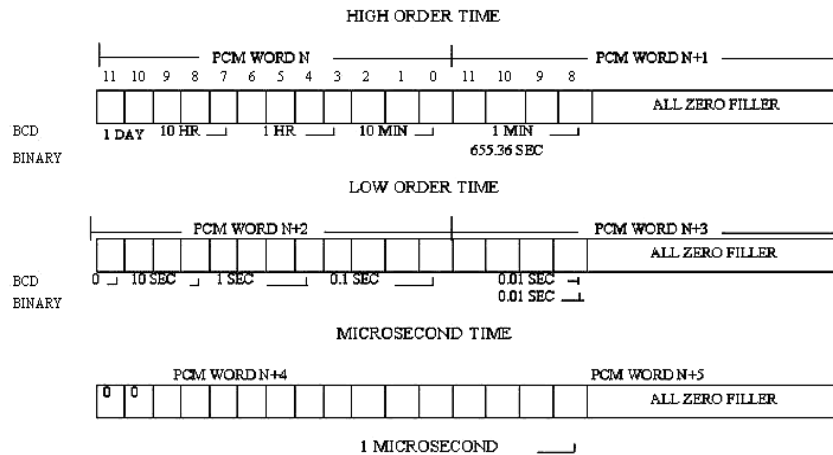 HIGH ORDER TIME
PCM WORD N PCM WORD N+1
11 10 9 8 7 6 5 4 3 2 1 0 11 10 9 8
ALL ZERO FILLER
BCD 1 DAY 10 HR 1 HR 10 MIN 1 MIN
BINARY 655.36 SEC
LOW ORDER TIME
PCM WORD N+2 PCM WORD N+3
ALL ZERO FILLER
BCD 0 10 SEC 1 SEC 0.1 SEC 0.01 SEC
BINARY 0.01 SEC
MICROSECOND TIME
PCM WORD N+4 PCM WORD N+5
0 0 ALL ZERO FILLER
1 MICROSECOND